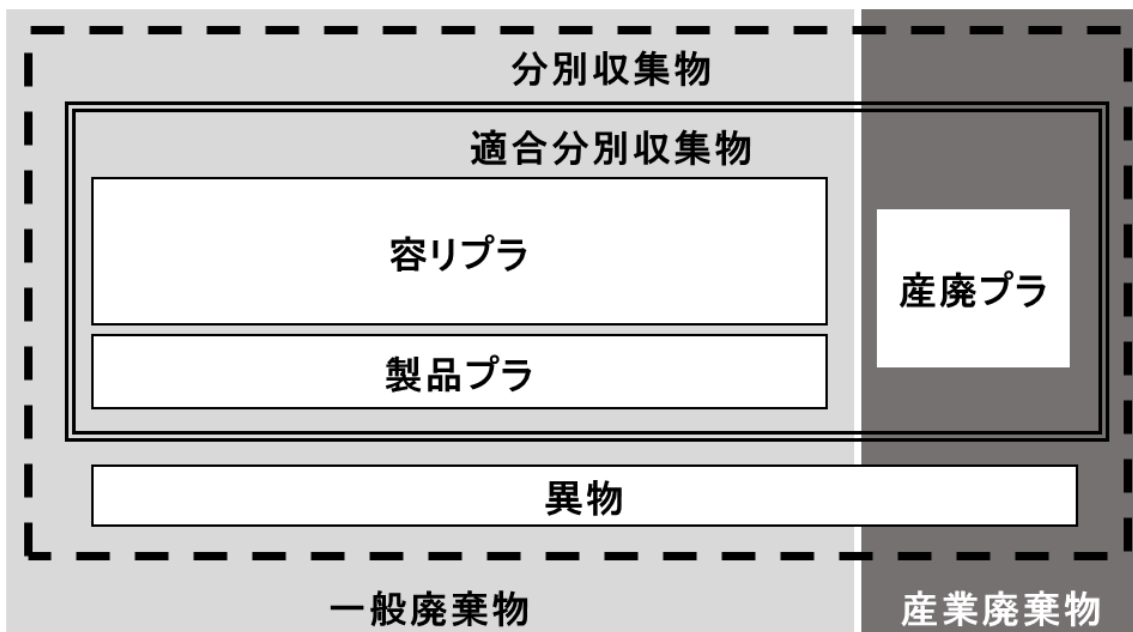 分別収集物
適合分別収集物
容リプラ
産廃プラ
製品プラ
異物
一般廃棄物
産業廃棄物